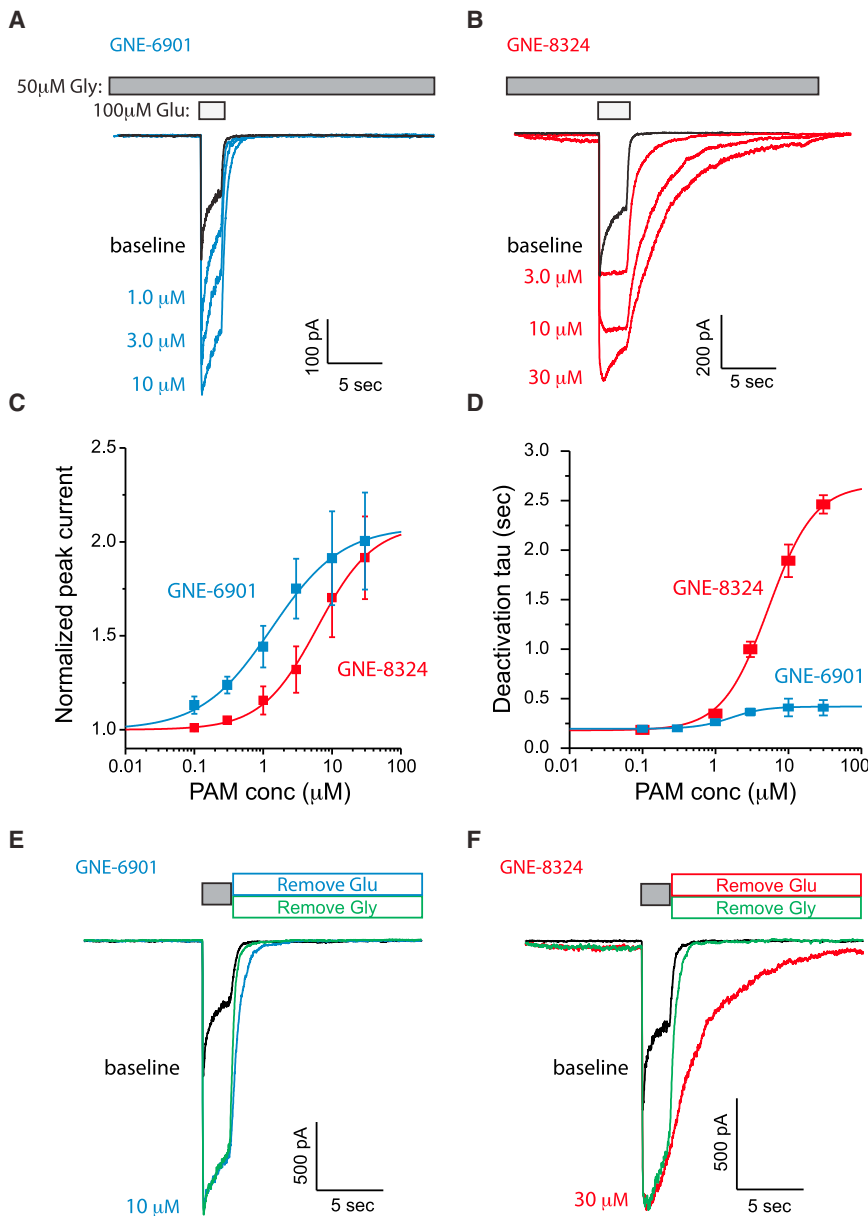 A
GNE-6901
50μM Gly:
100μM Glu:
baseline
1.0 μM
3.0 μM
10 μM
100 pA
5 sec
B
GNE-8324
baseline
3.0 μM
10 μM
30 μM
200 pA
5 sec
C
Normalized peak current
2.5
2.0
1.5
1.0
GNE-6901
GNE-8324
0.01
0.1
1
10
100
PAM conc (μM)
D
Deactivation tau (sec)
3.0
2.5
2.0
1.5
1.0
0.5
0.0
GNE-8324
GNE-6901
0.01
0.1
1.0
10
100
PAM conc (μM)
E
GNE-6901
Remove Glu
Remove Gly
baseline
10 μM
500 pA
5 sec
F
GNE-8324
Remove Glu
Remove Gly
baseline
30 μM
500 pA
5 sec